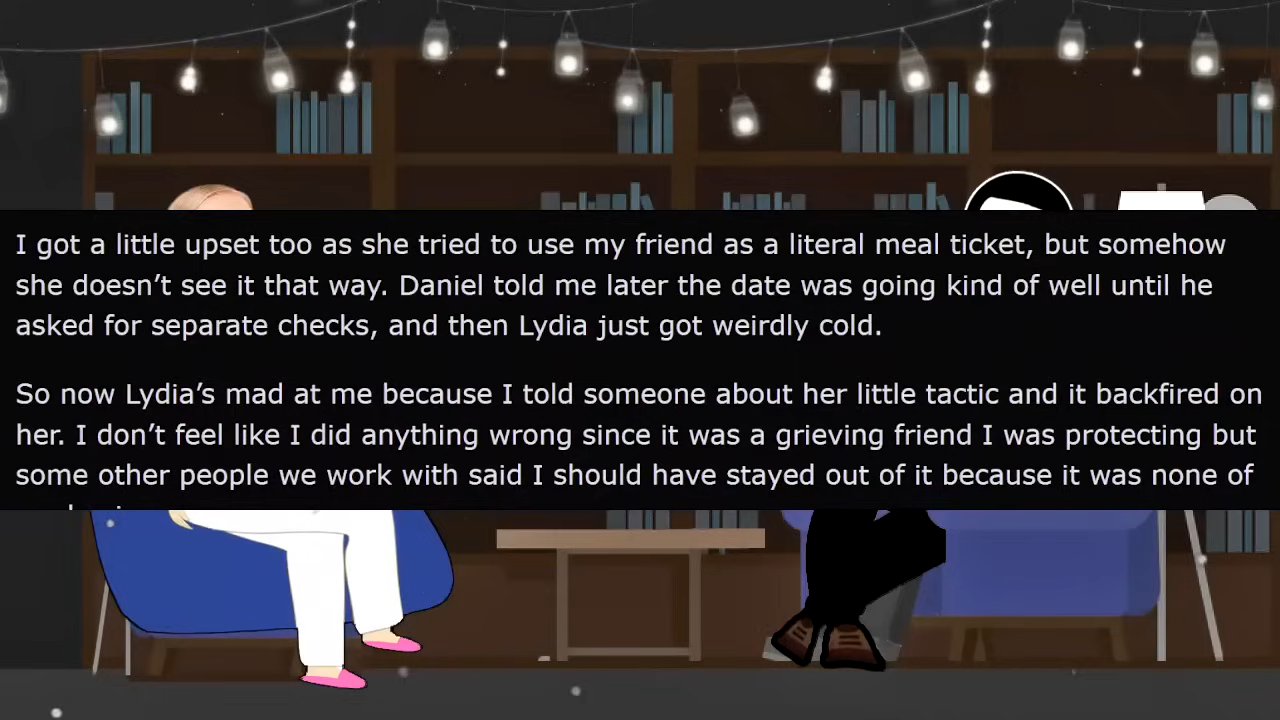 I got a little upset too as she tried to use my friend as a literal meal ticket, but somehow
she doesn’t see it that way. Daniel told me later the date was going kind of well until he
asked for separate checks, and then Lydia just got weirdly cold.
So now Lydia’s mad at me because I told someone about her little tactic and it backfired on
her. I don’t feel like I did anything wrong since it was a grieving friend I was protecting but
some other people we work with said I should have stayed out of it because it was none of